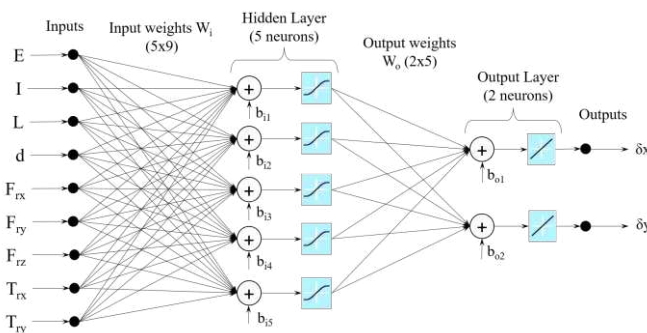 Inputs
Input weights Wi
(5x9)
Hidden Layer
(5 neurons)
Output weights
Wo (2x5)
Output Layer
(2 neurons)
Outputs
E
I
L
d
Frx
Fry
Frz
Trx
Try
+
bi1
+
bi2
+
bi3
+
bi4
+
bi5
+
bo1
+
bo2
δx
δy